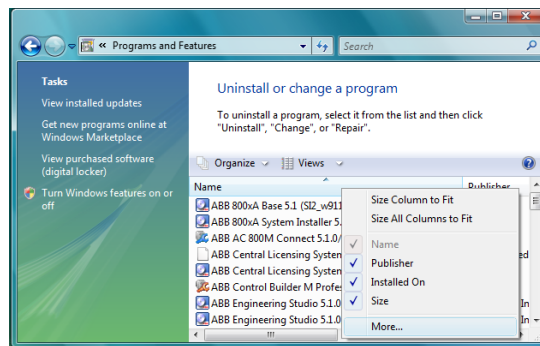 Programs and Features
Search
Tasks
View installed updates
Get new programs online at
Windows Marketplace
View purchased software
(digital locker)
Turn Windows features on or
off
Uninstall or change a program
To uninstall a program, select it from the list and then click
"Uninstall", "Change", or "Repair".
Organize
Views
Name
Publisher
ABB 800xA Base 5.1 (SI2_w911
ABB 800xA System Installer 5.
ABB AC 800M Connect 5.1.0/
ABB Central Licensing System
ABB Central Licensing System
ABB Control Builder M Profes
ABB Engineering Studio 5.1.0
ABB Engineering Studio 5.1.0
ed
In
In
Size Column to Fit
Size All Columns to Fit
Name
Publisher
Installed On
Size
More...